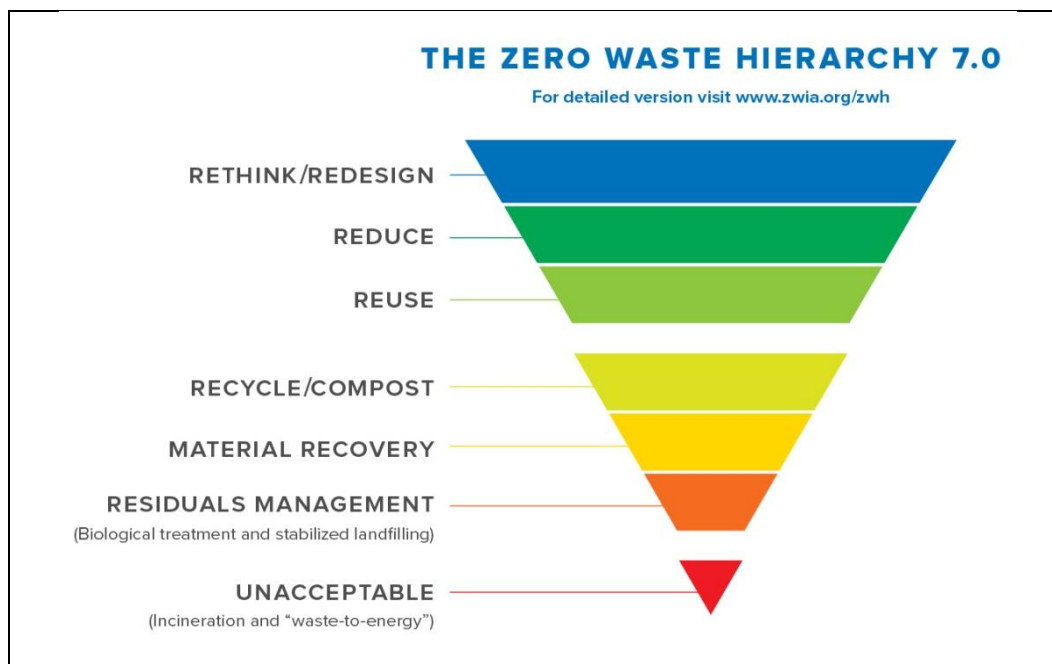 THE ZERO WASTE HIERARCHY 7.0
For detailed version visit www.zwia.org/zwh
RETHINK/REDESIGN
REDUCE
REUSE
RECYCLE/COMPOST
MATERIAL RECOVERY
RESIDUALS MANAGEMENT
(Biological treatment and stabilized landfilling)
UNACCEPTABLE
(Incineration and “waste-to-energy”)